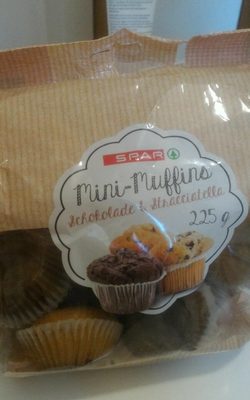 SPAR
Mini-Muffins
Schokolade & Stracciatella
225 g